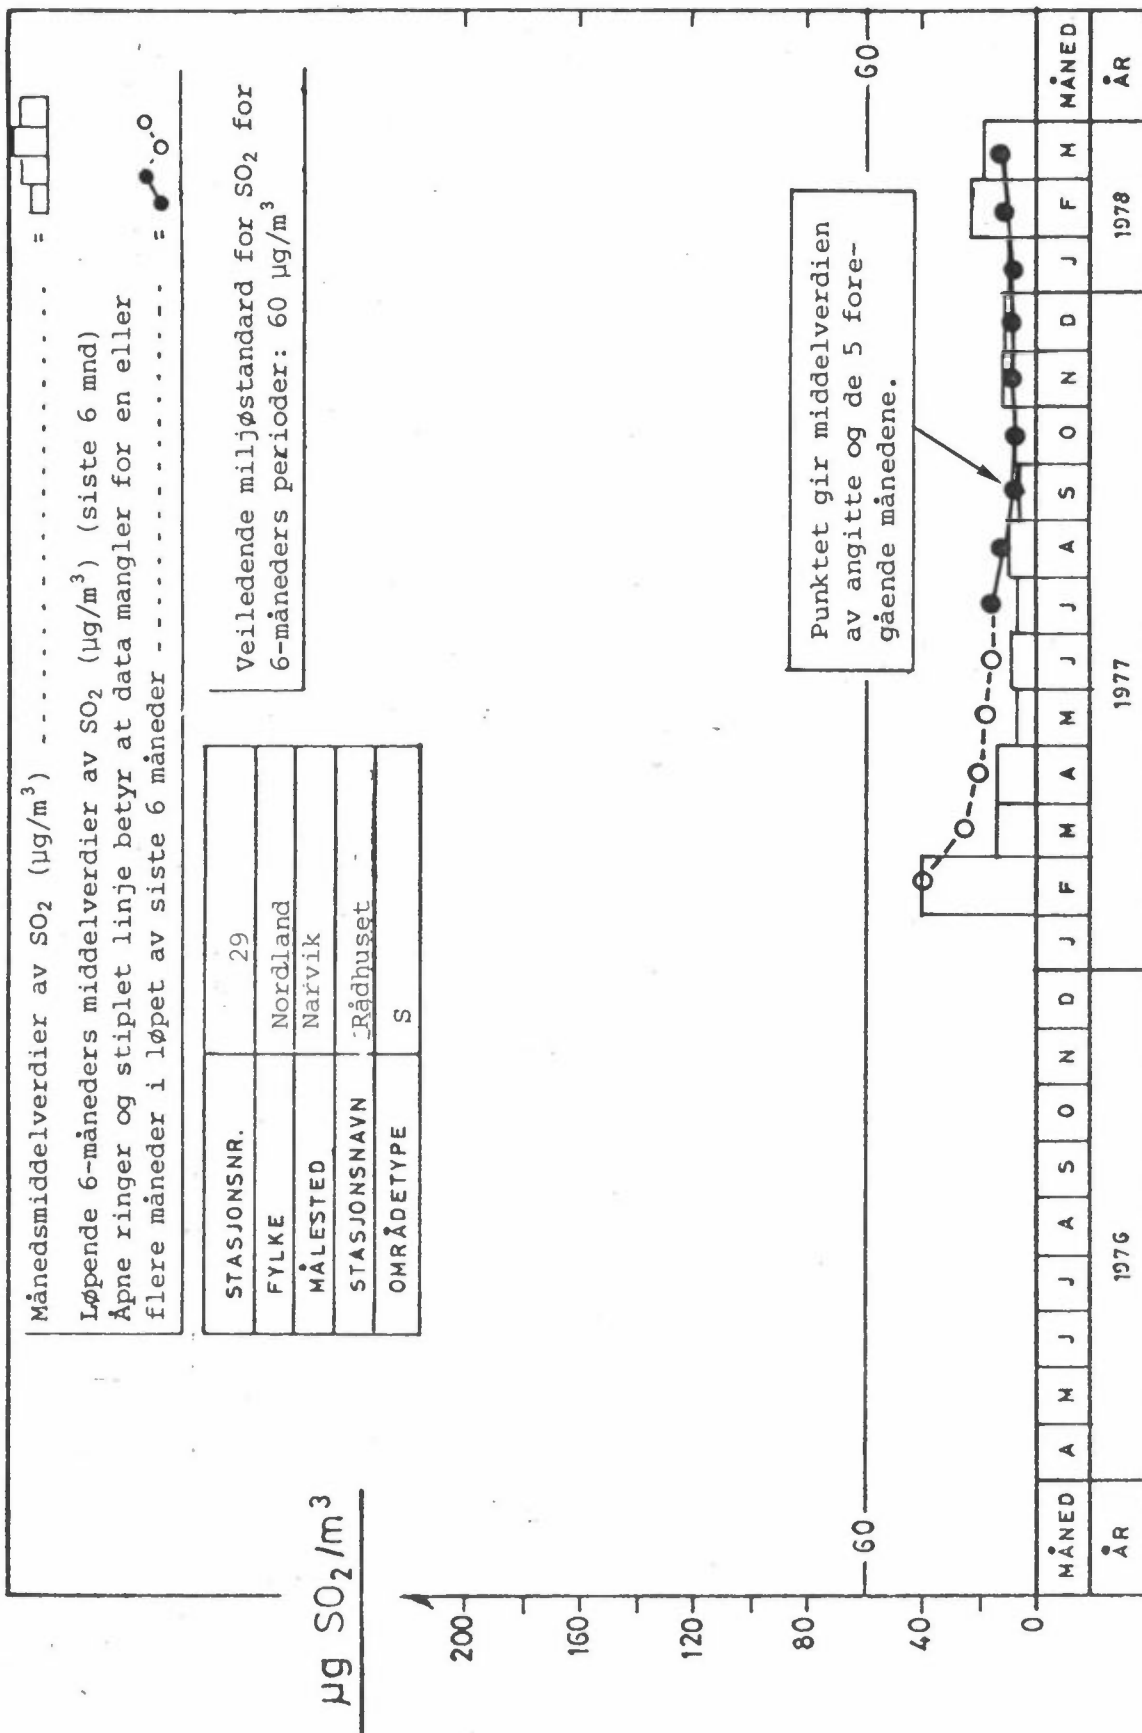 Månedsmiddelverdier av SO₂ (µg/m³) - - - - - - - - - - - - - - - - - =
Løpende 6-måneders middelverdier av SO₂ (µg/m³) (siste 6 mnd)
Åpne ringer og stiplet linje betyr at data mangler for en eller
flere måneder i løpet av siste 6 måneder - - - - - - - - - - - =
Veiledende miljøstandard for SO₂ for
6-måneders perioder: 60 µg/m³
STASJONSNR. 29
FYLKE Nordland
MÅLESTED Narvik
STASJONSNAVN Rådhuset
OMRÅDETYPE S
µg SO₂/m³
200
160
120
80
60 60
40
0
Punktet gir middelverdien
av angitte og de 5 fore-
gående månedene.
MÅNED A M J J A S O N D J F M A M J J A S O N D J F M MÅNED
ÅR 1976 1977 1978 ÅR